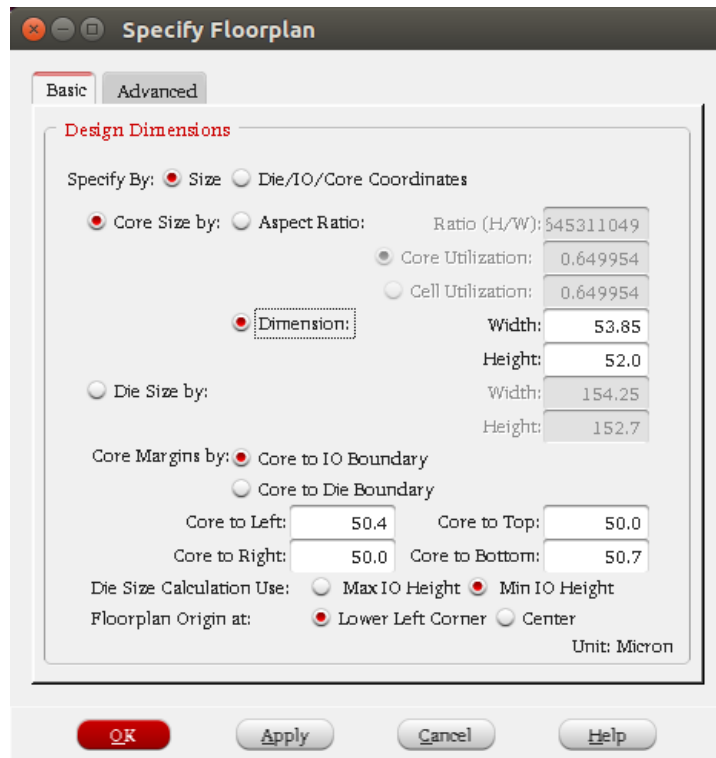 Specify Floorplan
Basic Advanced
Design Dimensions
Specify By: Size Die/IO/Core Coordinates
Core Size by: Aspect Ratio: Ratio (H/W): 645311049
Core Utilization: 0.649954
Cell Utilization: 0.649954
Dimension: Width: 53.85
Height: 52.0
Die Size by: Width: 154.25
Height: 152.7
Core Margins by: Core to IO Boundary
Core to Die Boundary
Core to Left: 50.4 Core to Top: 50.0
Core to Right: 50.0 Core to Bottom: 50.7
Die Size Calculation Use: Max IO Height Min IO Height
Floorplan Origin at: Lower Left Corner Center
Unit: Micron
OK Apply Cancel Help